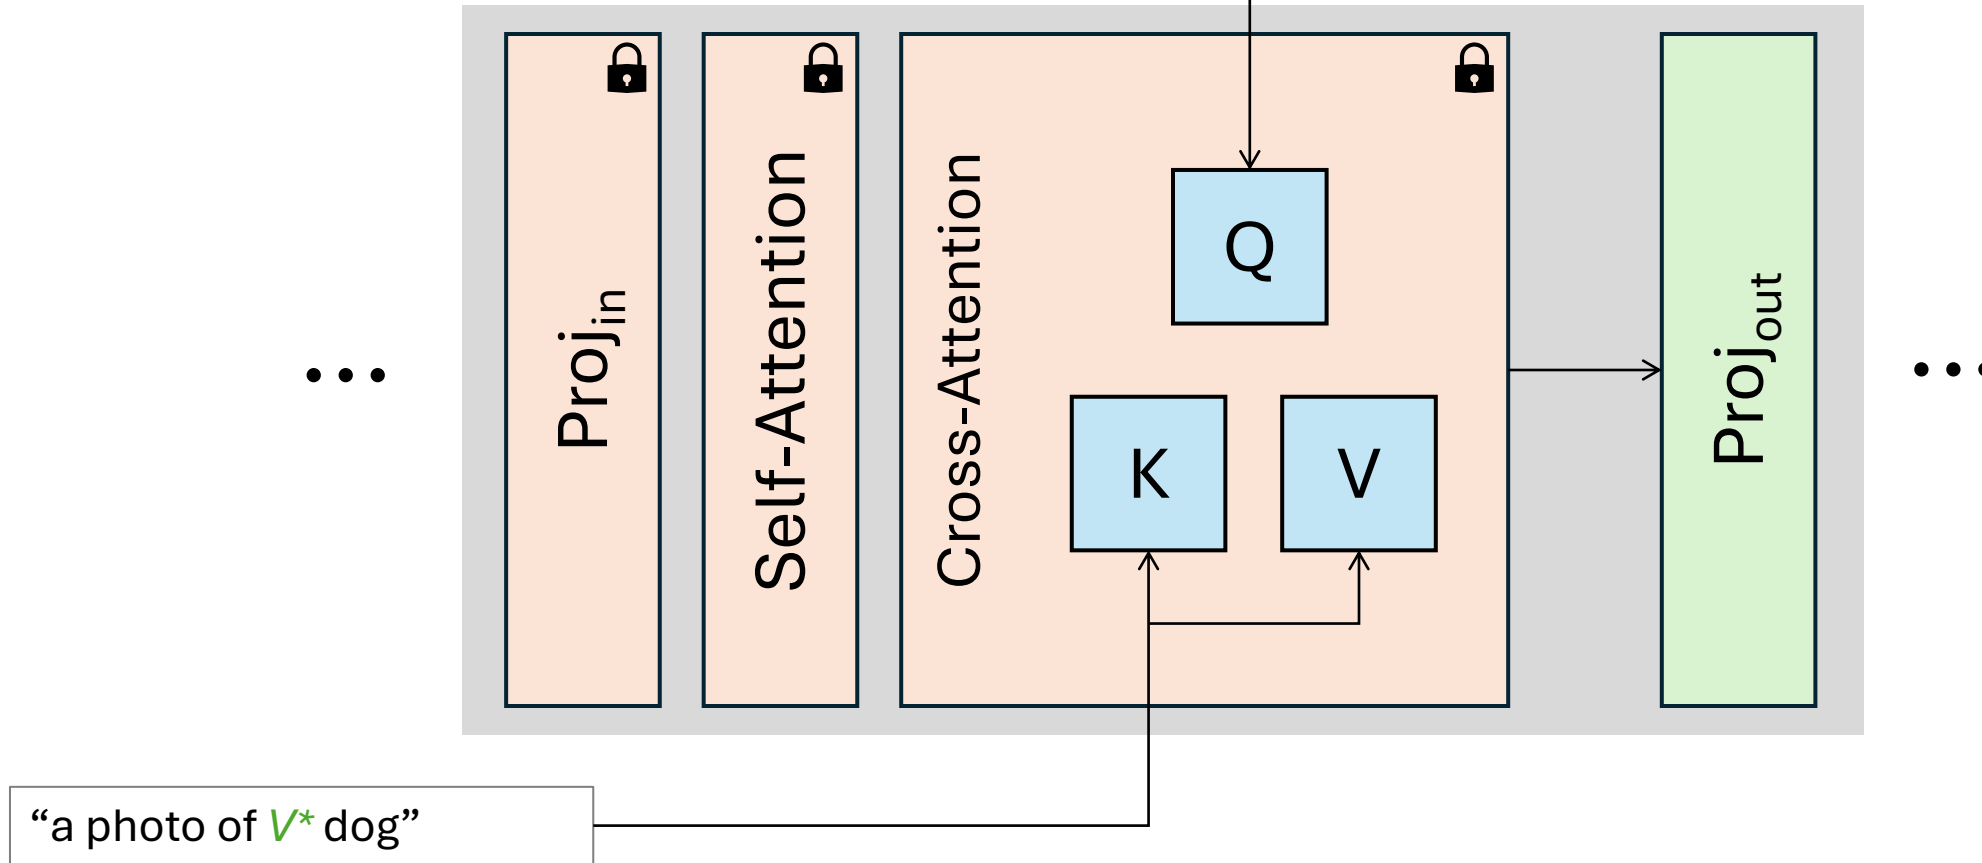 Proj_in
Self-Attention
Cross-Attention
Q
K
V
Proj_out
“a photo of V* dog”